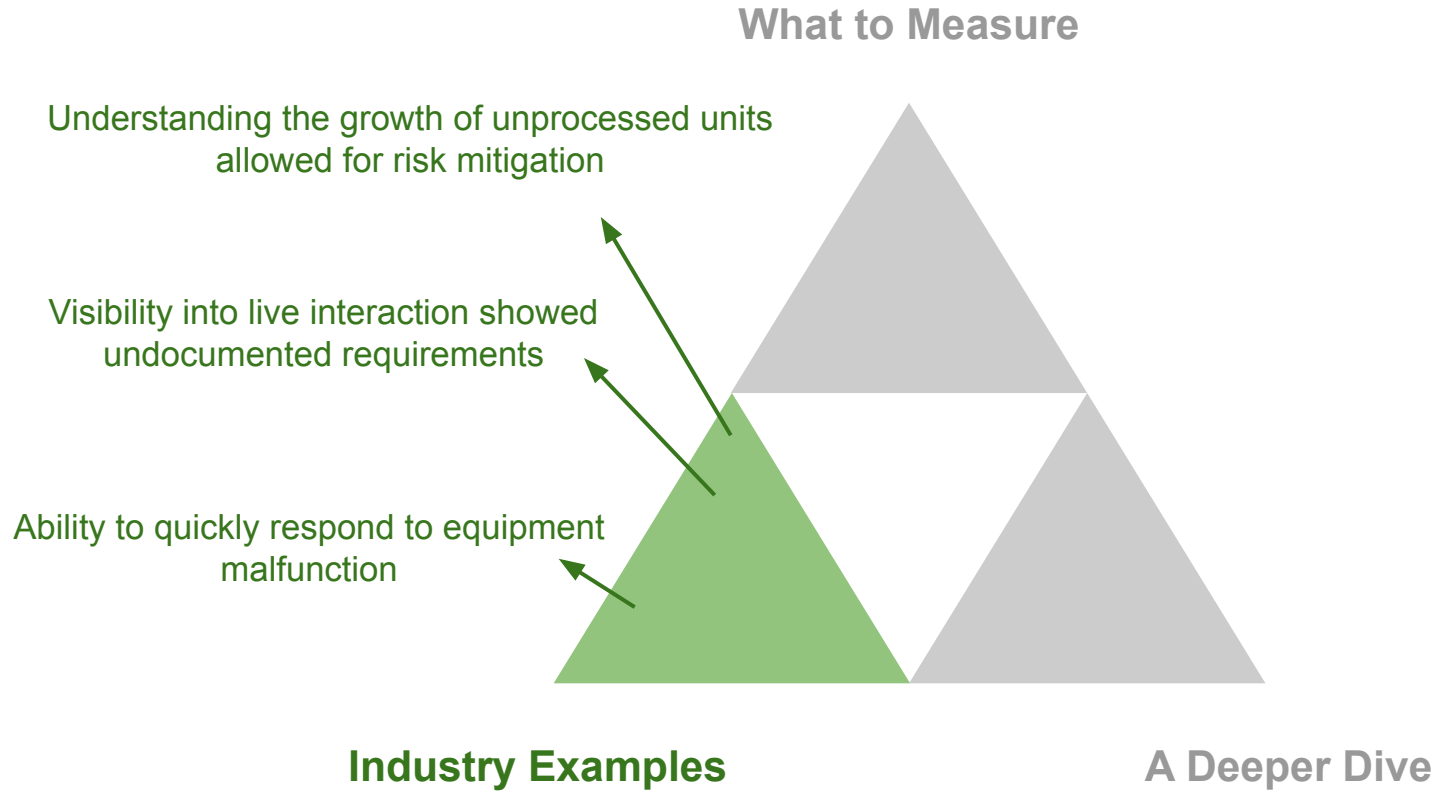 What to Measure
Understanding the growth of unprocessed units
allowed for risk mitigation
Visibility into live interaction showed
undocumented requirements
Ability to quickly respond to equipment
malfunction
Industry Examples
A Deeper Dive